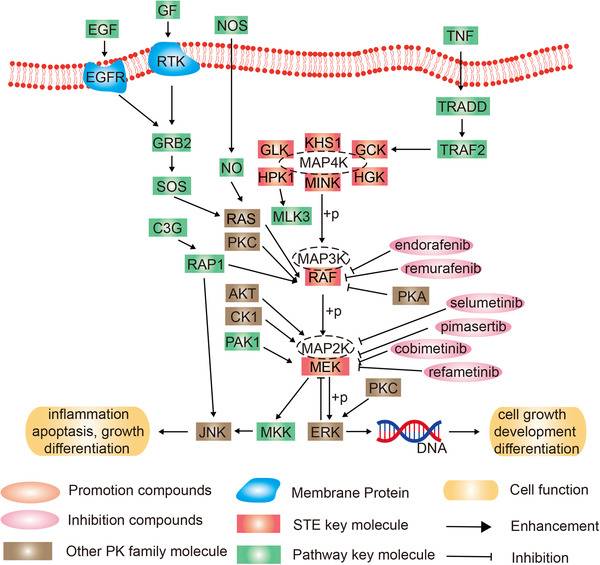 EGF
GF
NOS
TNF
EGFR
RTK
TRADD
GRB2
TRAF2
KHS1
GLK
GCK
MAP4K
HPK1
MINK
HGK
NO
SOS
MLK3
+p
RAS
C3G
PKC
MAP3K
RAF
RAP1
endorafenib
remurafenib
PKA
AKT
CK1
PAK1
+p
MAP2K
MEK
selumetinib
pimasertib
cobimetinib
refametinib
+p
PKC
inflammation
apoptosis, growth
differentiation
JNK
MKK
ERK
DNA
cell growth
development
differentiation
Promotion compounds
Membrane Protein
Cell function
Inhibition compounds
STE key molecule
Enhancement
Other PK family molecule
Pathway key molecule
Inhibition